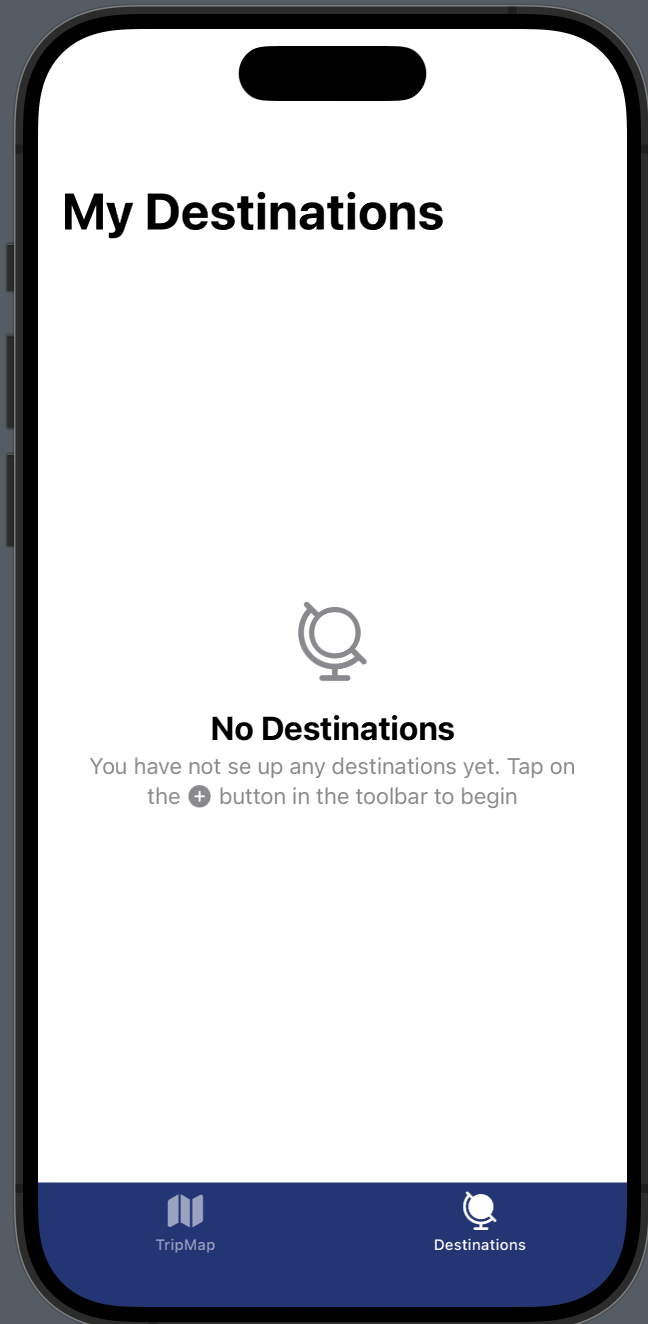 My Destinations
No Destinations
You have not se up any destinations yet. Tap on
the + button in the toolbar to begin
TripMap
Destinations